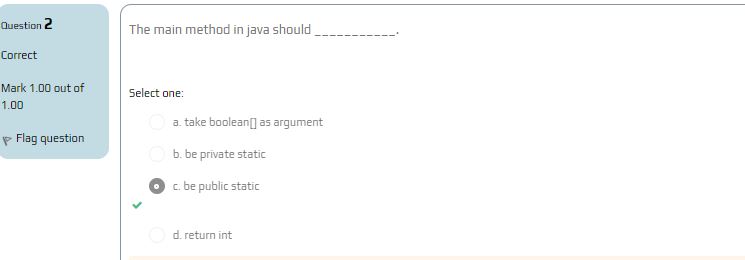 Question 2
Correct
Mark 1.00 out of
1.00
Flag question
The main method in java should ___________.
Select one:
a. take boolean[] as argument
b. be private static
c. be public static
d. return int